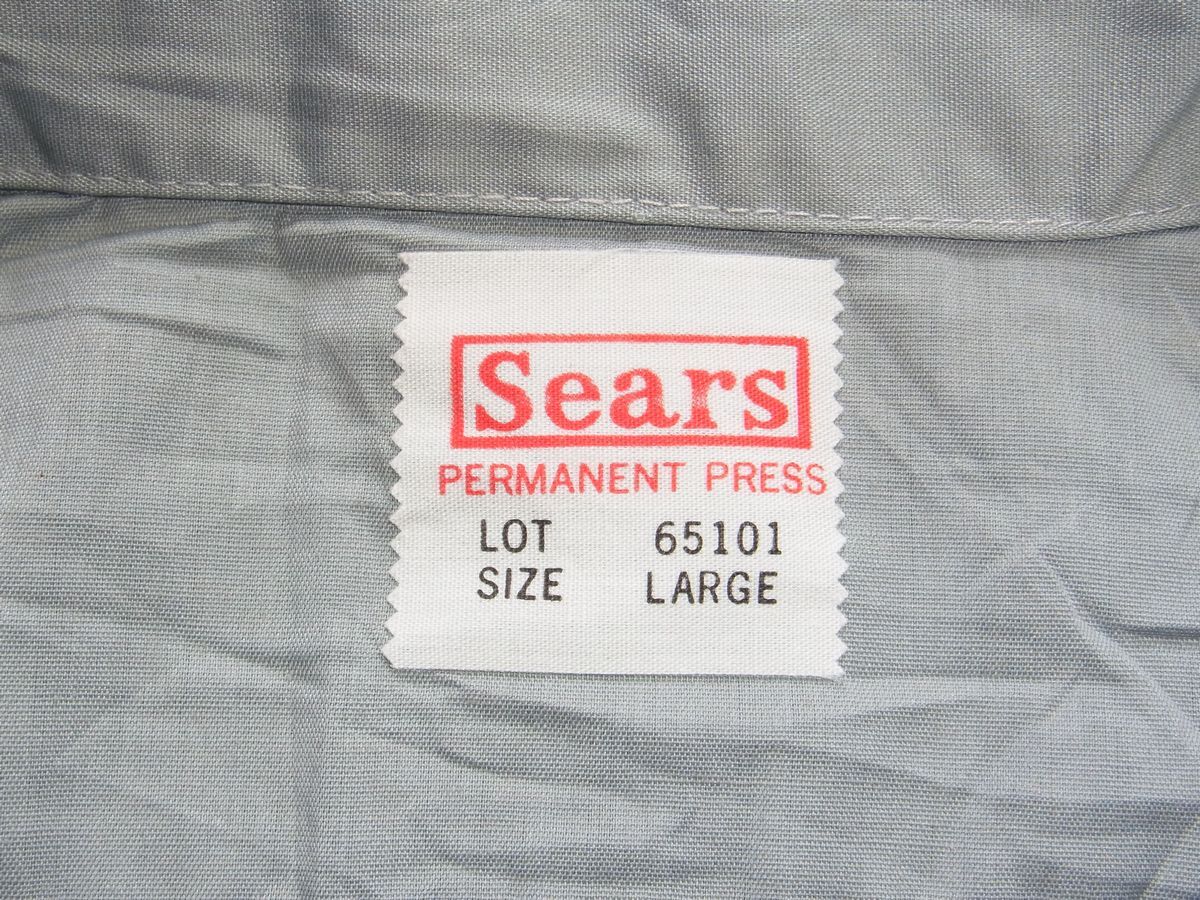 Sears
PERMANENT PRESS
LOT 65101
SIZE LARGE